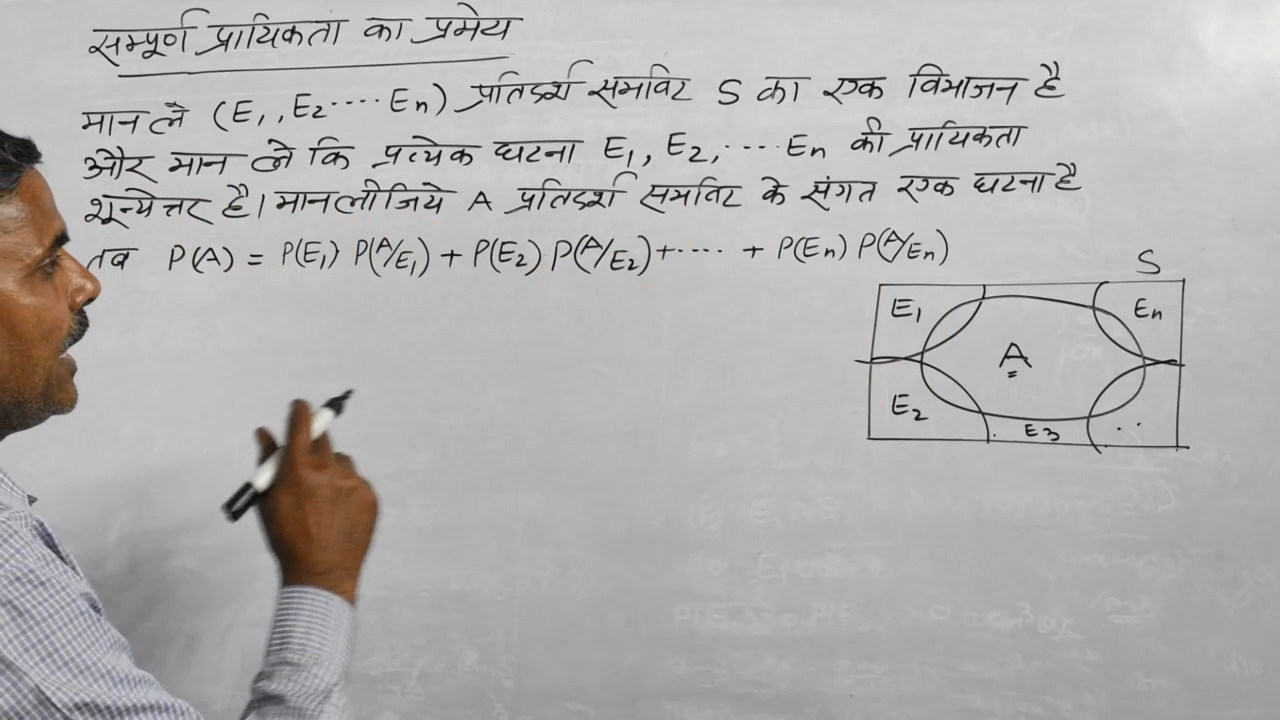 सम्पूर्ण प्रायिकता का प्रमेय
मान ले (E1, E2 .... En) प्रतिदर्श समष्टि S का एक विभाजन है
और मान लो कि प्रत्येक घटना E1, E2, .... En की प्रायिकता
शून्येत्तर है। मान लीजिये A प्रतिदर्श समष्टि के संगत एक घटना है
तब P(A) = P(E1) P(A/E1) + P(E2) P(A/E2) + .... + P(En) P(A/En)
S
E1
En
A
E2
E3
..